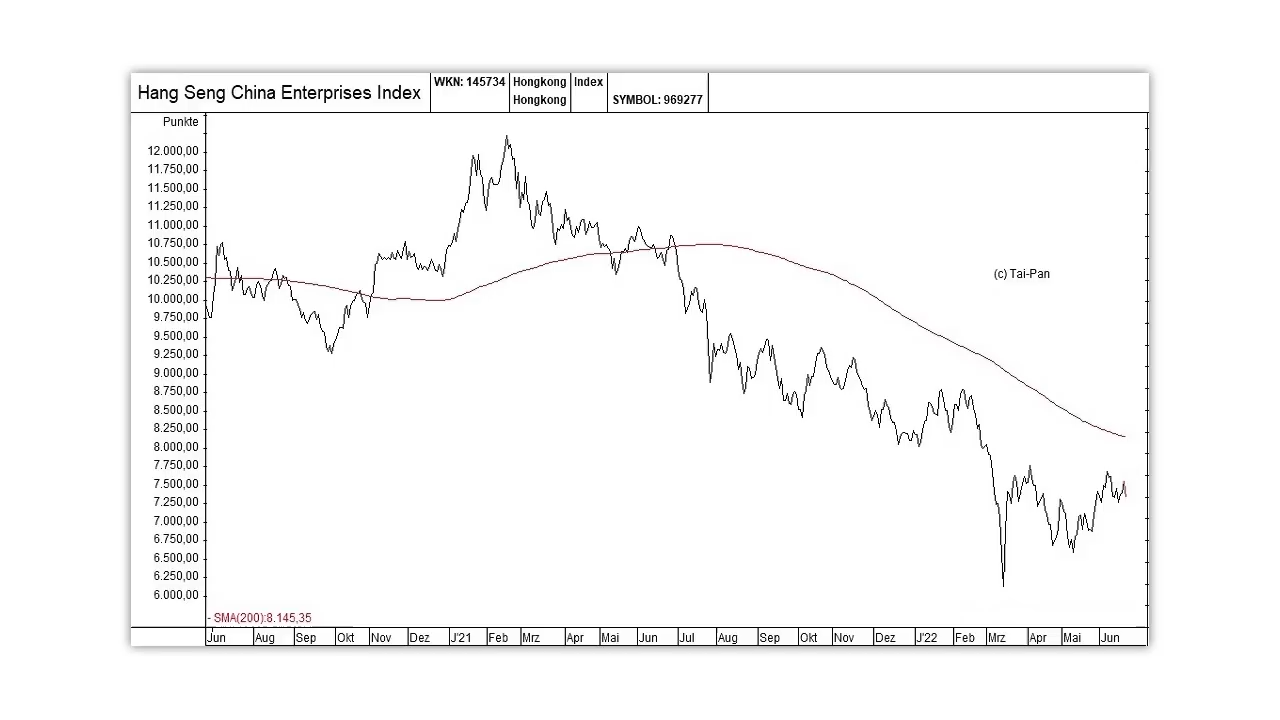 Hang Seng China Enterprises Index
WKN: 145734
Hongkong
Hongkong
Index
SYMBOL: 969277
Punkte
12.000,00
11.750,00
11.500,00
11.250,00
11.000,00
10.750,00
10.500,00
10.250,00
10.000,00
9.750,00
9.500,00
9.250,00
9.000,00
8.750,00
8.500,00
8.250,00
8.000,00
7.750,00
7.500,00
7.250,00
7.000,00
6.750,00
6.500,00
6.250,00
6.000,00
(c) Tai-Pan
- SMA(200):8.145,35
Jun Aug Sep Okt Nov Dez J'21 Feb Mrz Apr Mai Jun Jul Aug Sep Okt Nov Dez J'22 Feb Mrz Apr Mai Jun